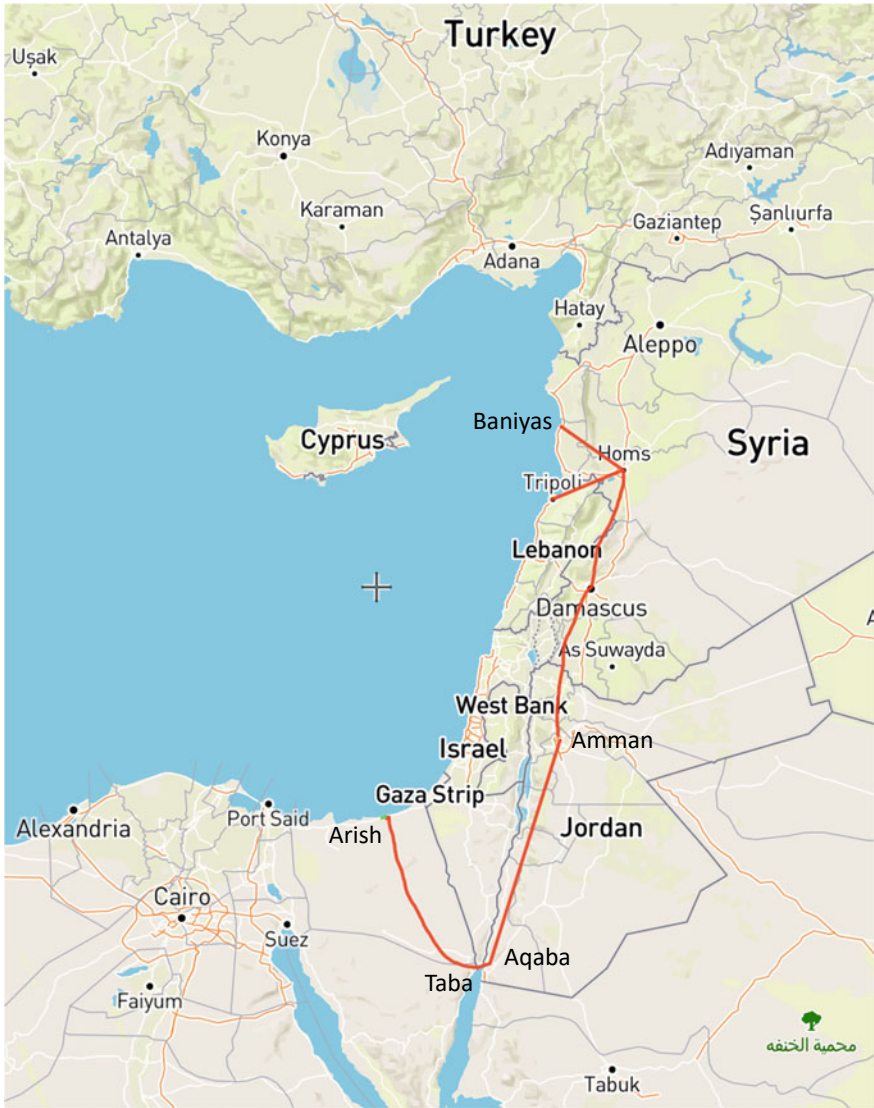 Turkey
Uşak
Konya
Adıyaman
Karaman
Gaziantep
Şanlıurfa
Antalya
Adana
Hatay
Aleppo
Baniyas
Cyprus
Homs
Syria
Tripoli
Lebanon
Damascus
As Suwayda
West Bank
Israel
Amman
Gaza Strip
Port Said
Alexandria
Arish
Jordan
Cairo
Suez
Aqaba
Taba
Faiyum
محمية الخنفه
Tabuk